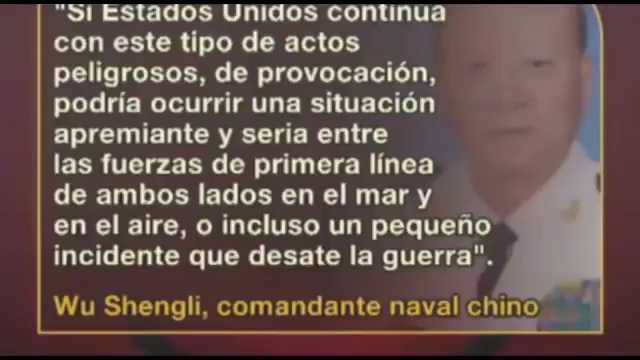 "Si Estados Unidos continúa
con este tipo de actos
peligrosos, de provocación,
podría ocurrir una situación
apremiante y seria entre
las fuerzas de primera línea
de ambos lados en el mar y
en el aire, o incluso un pequeño
incidente que desate la guerra".
Wu Shengli, comandante naval chino